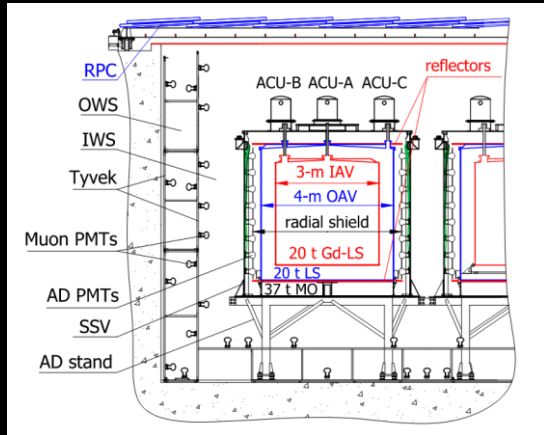 RPC
OWS
IWS
Tyvek
Muon PMTs
AD PMTs
SSV
AD stand
ACU-B ACU-A ACU-C
reflectors
3-m IAV
4-m OAV
radial shield
20 t Gd-LS
20 t LS
37 t MO